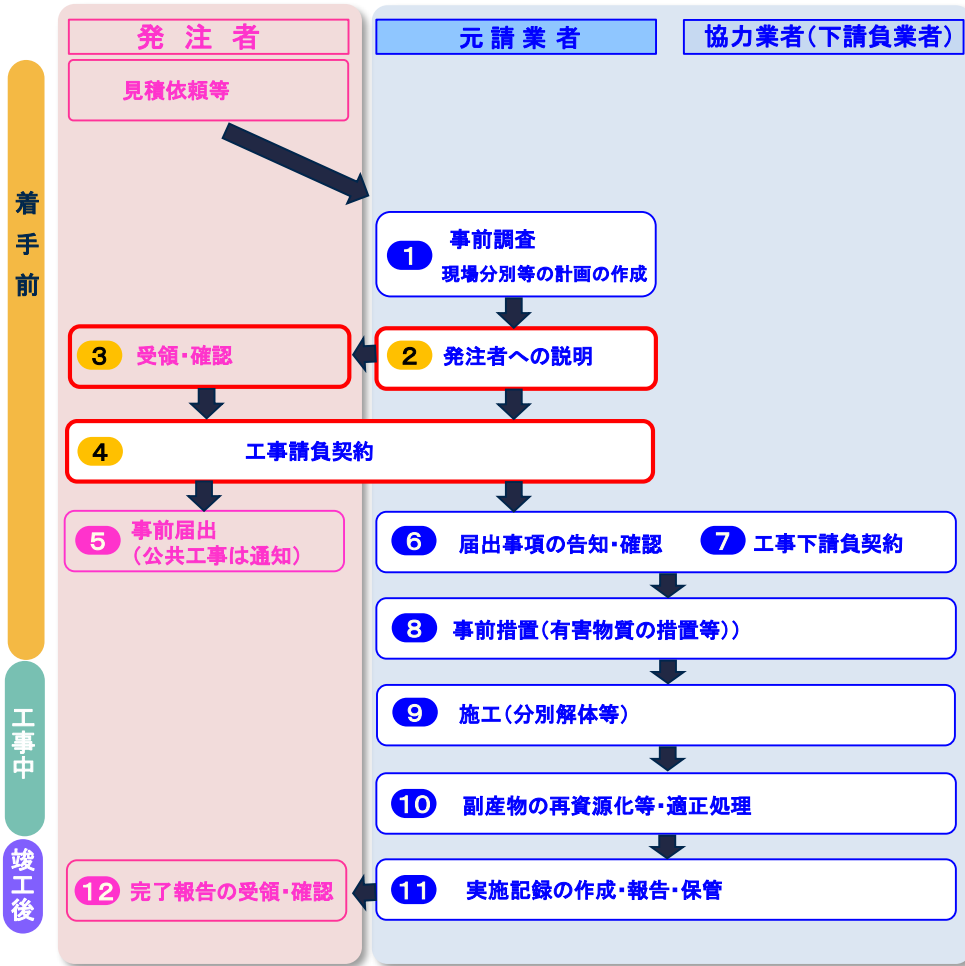 発注者
元請業者
協力業者(下請負業者)
見積依頼等
着手前
1 事前調査
現場分別等の計画の作成
3 受領・確認
2 発注者への説明
4 工事請負契約
5 事前届出
(公共工事は通知)
6 届出事項の告知・確認
7 工事下請負契約
8 事前措置(有害物質の措置等))
工事中
9 施工(分別解体等)
10 副産物の再資源化等・適正処理
竣工後
12 完了報告の受領・確認
11 実施記録の作成・報告・保管